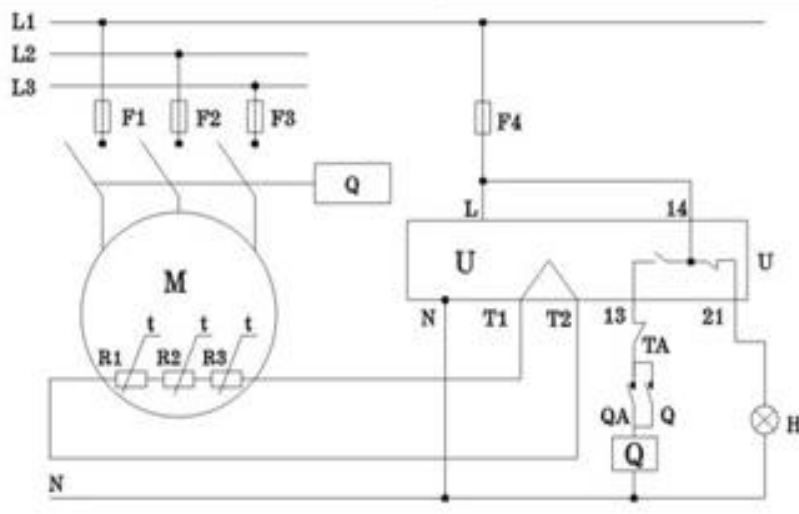 L1
L2
L3
F1 F2 F3 F4
Q
L 14
M U U
N T1 T2 13 21
t t t
R1 R2 R3
TA
QA Q H
Q
N